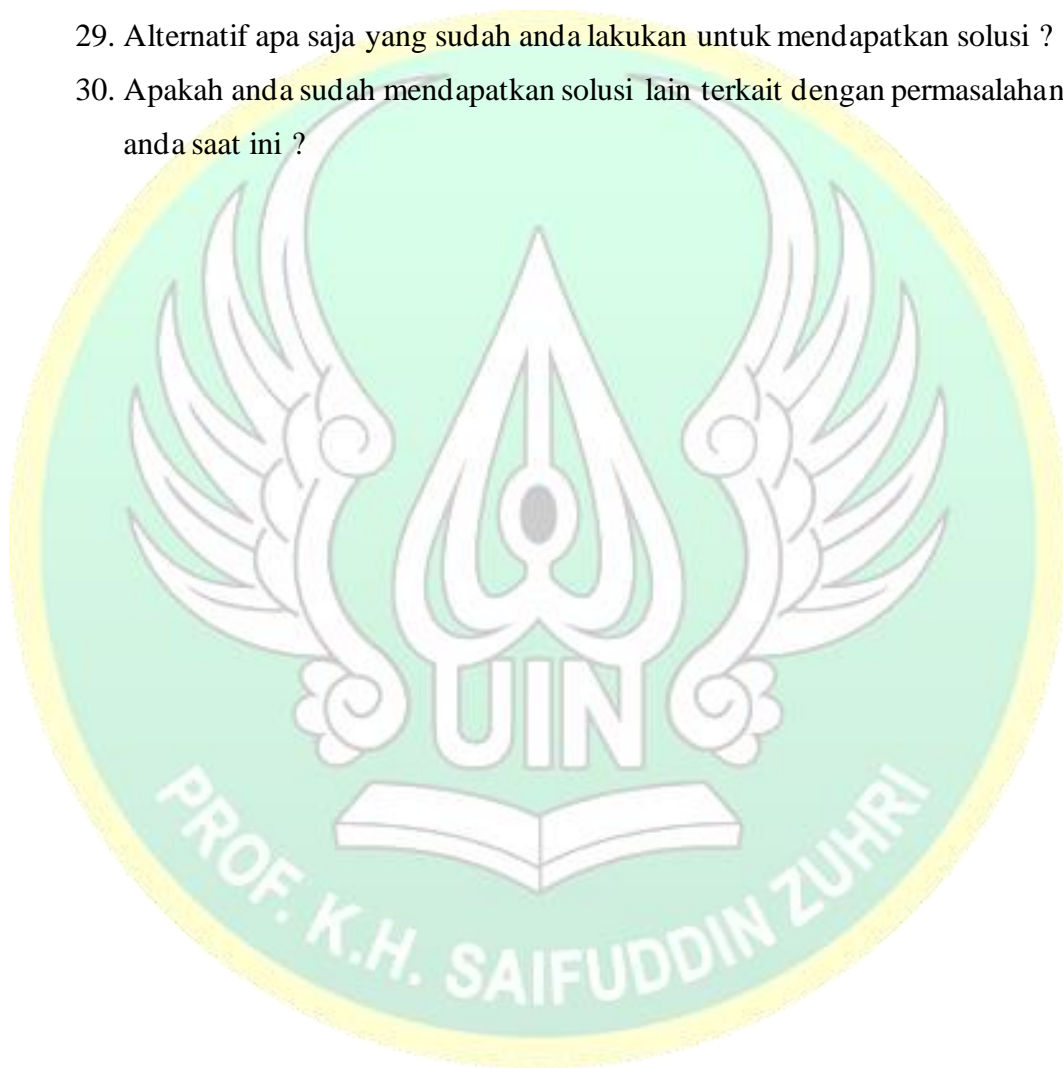 29. Alternatif apa saja yang sudah anda lakukan untuk mendapatkan solusi ?
30. Apakah anda sudah mendapatkan solusi lain terkait dengan permasalahan
anda saat ini ?
UIN
PROF. K.H. SAIFUDDIN ZUHRI